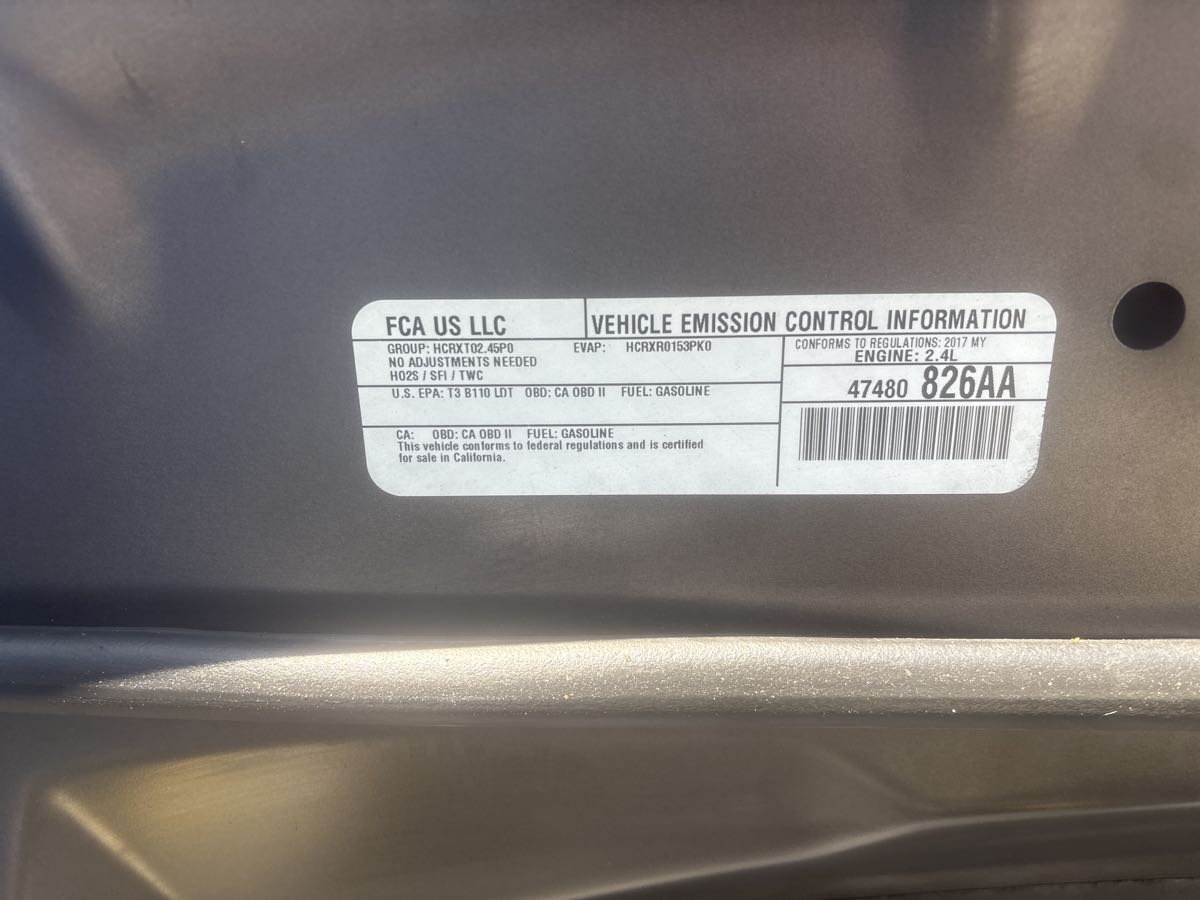 FCA US LLC
VEHICLE EMISSION CONTROL INFORMATION
GROUP: HCRXT02.45P0 EVAP: HCRXR0153PK0
NO ADJUSTMENTS NEEDED
HO2S / SFI / TWC
CONFORMS TO REGULATIONS: 2017 MY
ENGINE: 2.4L
U.S. EPA: T3 B110 LDT OBD: CA OBD II FUEL: GASOLINE
47480 826AA
CA: OBD: CA OBD II FUEL: GASOLINE
This vehicle conforms to federal regulations and is certified
for sale in California.